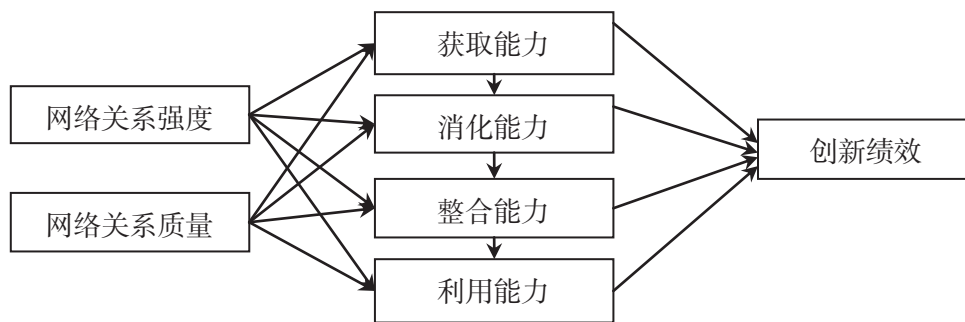 获取能力
网络关系强度
消化能力
创新绩效
网络关系质量
整合能力
利用能力